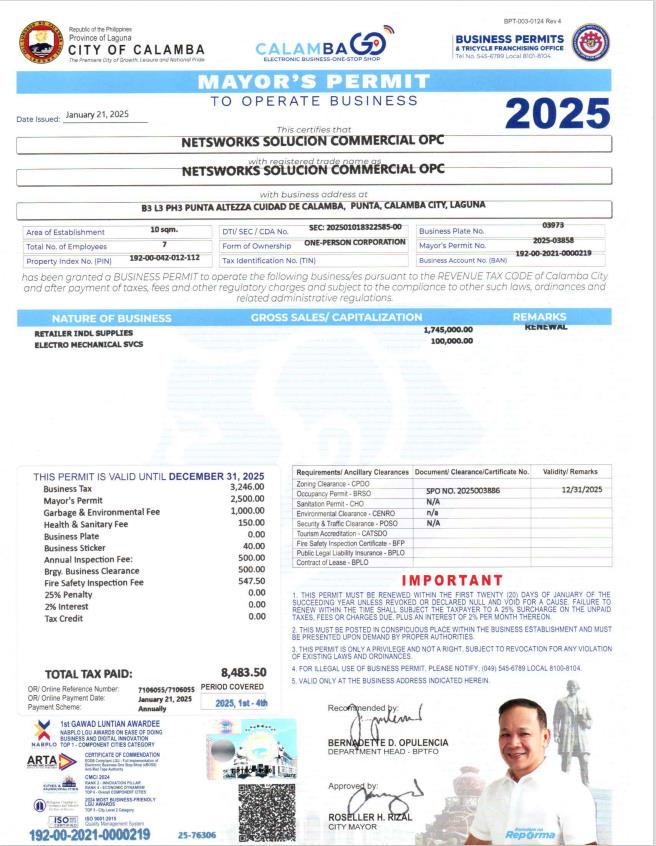 BPT-003-0124 Rev 4
Republic of the Philippines
Province of Laguna
CITY OF CALAMBA
The Premiere City of Growth, Leisure and National Pride
CALAMBAGO
ELECTRONIC BUSINESS-ONE-STOP SHOP
BUSINESS PERMITS
& TRICYCLE FRANCHISING OFFICE
Tel No. 545-6789 Local 8101-8104
MAYOR'S PERMIT
TO OPERATE BUSINESS
2025
Date Issued: January 21, 2025
This certifies that
NETSWORKS SOLUCION COMMERCIAL OPC
with registered trade name as
NETSWORKS SOLUCION COMMERCIAL OPC
with business address at
B3 L3 PH3 PUNTA ALTEZZA CUIDAD DE CALAMBA, PUNTA, CALAMBA CITY, LAGUNA
Area of Establishment 10 sqm. DTI/ SEC / CDA No. SEC: 202501018322585-00 Business Plate No. 03973
Total No. of Employees 7 Form of Ownership ONE-PERSON CORPORATION Mayor's Permit No. 2025-03858
Property Index No. (PIN) 192-00-042-012-112 Tax Identification No. (TIN) Business Account No. (BAN) 192-00-2021-0000219
has been granted a BUSINESS PERMIT to operate the following business/es pursuant to the REVENUE TAX CODE of Calamba City
and after payment of taxes, fees and other regulatory charges and subject to the compliance to other such laws, ordinances and
related administrative regulations.
NATURE OF BUSINESS GROSS SALES/ CAPITALIZATION REMARKS
RETAILER INDL SUPPLIES 1,745,000.00 RENEWAL
ELECTRO MECHANICAL SVCS 100,000.00
THIS PERMIT IS VALID UNTIL DECEMBER 31, 2025
Business Tax 3,246.00
Mayor's Permit 2,500.00
Garbage & Environmental Fee 1,000.00
Health & Sanitary Fee 150.00
Business Plate 0.00
Business Sticker 40.00
Annual Inspection Fee: 500.00
Brgy. Business Clearance 500.00
Fire Safety Inspection Fee 547.50
25% Penalty 0.00
2% Interest 0.00
Tax Credit 0.00
TOTAL TAX PAID: 8,483.50
OR/ Online Reference Number: 7106055/7106055 PERIOD COVERED
OR/ Online Payment Date: January 21, 2025
Payment Scheme: Annually
2025, 1st - 4th
Requirements/ Ancillary Clearances Document/ Clearance/Certificate No. Validity/ Remarks
Zoning Clearance - CPDO
Occupancy Permit - BRSO SPO NO. 2025003886 12/31/2025
Sanitation Permit - CHO N/A
Environmental Clearance - CENRO n/a
Security & Traffic Clearance - POSO N/A
Tourism Accreditation - CATSDO
Fire Safety Inspection Certificate - BFP
Public Legal Liability Insurance - BPLO
Contract of Lease - BPLO
IMPORTANT
1. THIS PERMIT MUST BE RENEWED WITHIN THE FIRST TWENTY (20) DAYS OF JANUARY OF THE
SUCCEEDING YEAR UNLESS REVOKED OR DECLARED NULL AND VOID FOR A CAUSE. FAILURE TO
RENEW WITHIN THE TIME SHALL SUBJECT THE TAXPAYER TO A 25% SURCHARGE ON THE UNPAID
TAXES, FEES OR CHARGES DUE, PLUS AN INTEREST OF 2% PER MONTH THEREON.
2. THIS MUST BE POSTED IN CONSPICUOUS PLACE WITHIN THE BUSINESS ESTABLISHMENT AND MUST
BE PRESENTED UPON DEMAND BY PROPER AUTHORITIES.
3. THIS PERMIT IS ONLY A PRIVILEGE AND NOT A RIGHT, SUBJECT TO REVOCATION FOR ANY VIOLATION
OF EXISTING LAWS AND ORDINANCES.
4. FOR ILLEGAL USE OF BUSINESS PERMIT, PLEASE NOTIFY, (049) 545-6789 LOCAL 8100-8104.
5. VALID ONLY AT THE BUSINESS ADDRESS INDICATED HEREIN.
Recommended by:
BERNADETTE D. OPULENCIA
DEPARTMENT HEAD - BPTFO
Approved by:
ROSELLER H. RIZAL
CITY MAYOR
NABPLO
1st GAWAD LUNTIAN AWARDEE
NABPLO LGU AWARDS ON EASE OF DOING
BUSINESS AND DIGITAL INNOVATION
TOP 1 - COMPONENT CITIES CATEGORY
ARTA
CERTIFICATE OF COMMENDATION
CMCI 2024
RANK 2 - INNOVATION PILLAR
RANK 4 - ECONOMIC DYNAMISM
2024 MOST BUSINESS-FRIENDLY
LGU AWARDS
ISO
ISO 9001:2015
Quality Management System
192-00-2021-0000219 25-76306
Reporma